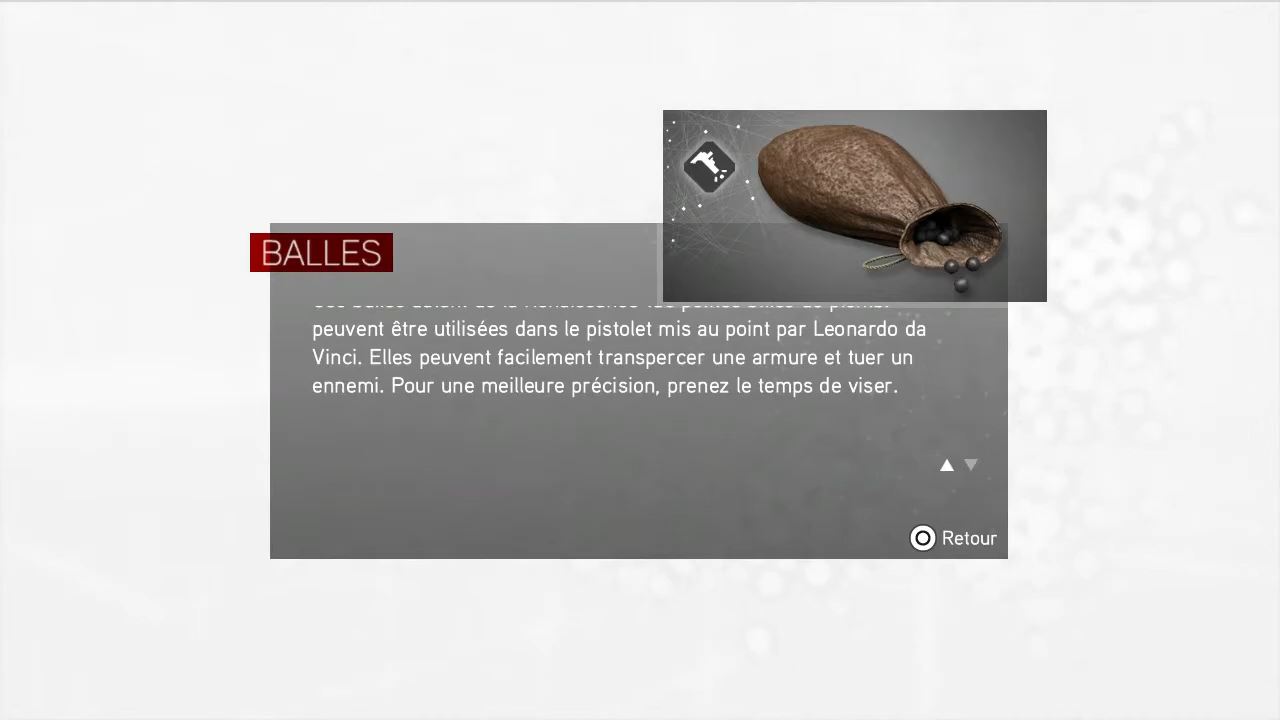 BALLES
peuvent être utilisées dans le pistolet mis au point par Leonardo da
Vinci. Elles peuvent facilement transpercer une armure et tuer un
ennemi. Pour une meilleure précision, prenez le temps de viser.
Retour